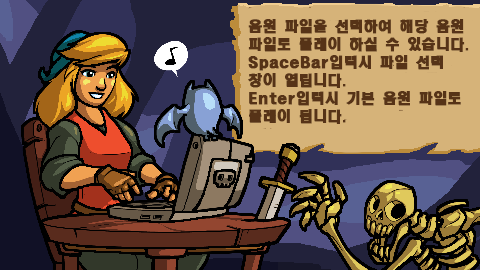 음원 파일을 선택하여 해당 음원
파일로 플레이 하실 수 있습니다.
SpaceBar입력시 파일 선택
창이 열립니다.
Enter입력시 기본 음원 파일로
플레이 됩니다.